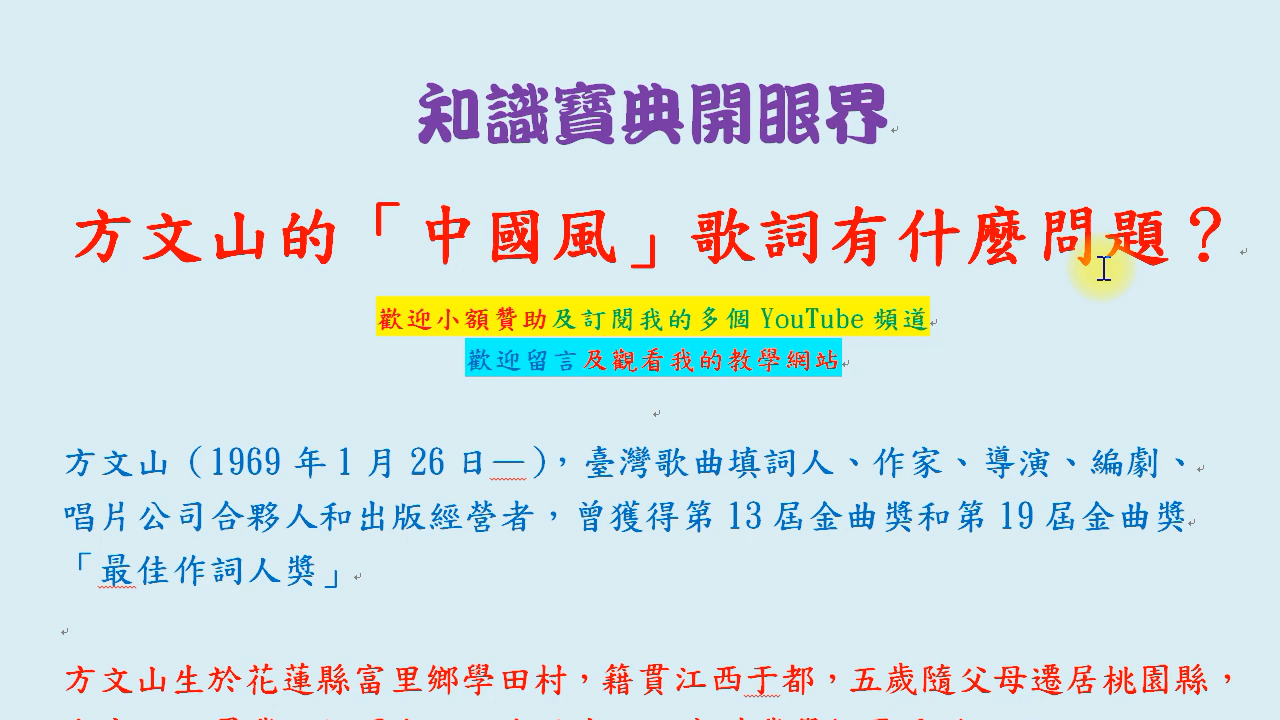 知識寶典開眼界
方文山的「中國風」歌詞有什麼問題？
歡迎小額贊助及訂閱我的多個 YouTube 頻道
歡迎留言及觀看我的教學網站
方文山（1969 年 1 月 26 日—），臺灣歌曲填詞人、作家、導演、編劇、
唱片公司合夥人和出版經營者，曾獲得第 13 屆金曲獎和第 19 屆金曲獎
「最佳作詞人獎」
方文山生於花蓮縣富里鄉學田村，籍貫江西于都，五歲隨父母遷居桃園縣，